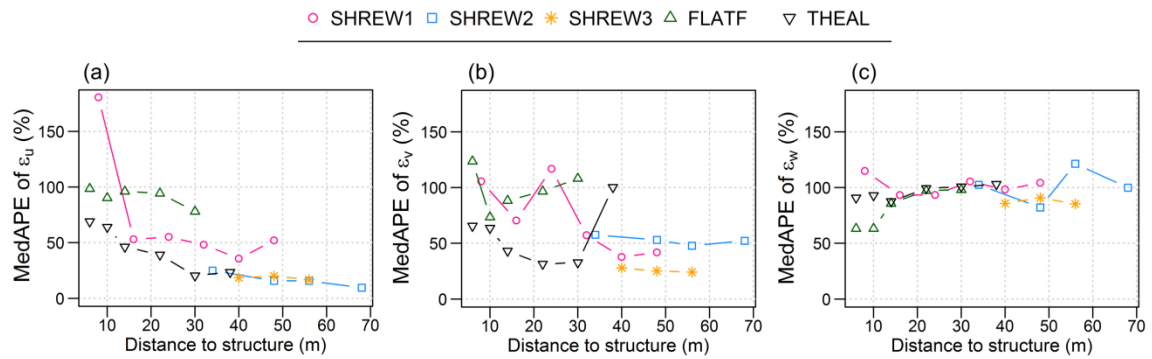 SHREW1 SHREW2 SHREW3 FLATF THEAL
(a) (b) (c)
MedAPE of εu (%)
150
100
50
0
10 20 30 40 50 60 70
Distance to structure (m)
MedAPE of εv (%)
150
100
50
0
10 20 30 40 50 60 70
Distance to structure (m)
MedAPE of εw (%)
150
100
50
0
10 20 30 40 50 60 70
Distance to structure (m)